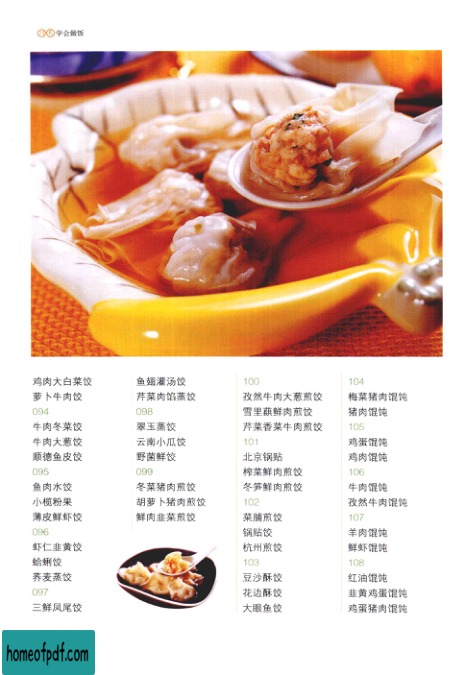 学会做饭
鸡肉大白菜饺
萝卜牛肉饺
094
牛肉冬菜饺
牛肉大葱饺
顺德鱼皮饺
095
鱼肉水饺
小榄粉果
薄皮鲜虾饺
096
虾仁韭黄饺
蛤蜊饺
荞麦蒸饺
097
三鲜凤尾饺
鱼翅灌汤饺
芹菜肉馅蒸饺
098
翠玉蒸饺
云南小瓜饺
野菌鲜饺
099
冬菜猪肉煎饺
胡萝卜猪肉煎饺
鲜肉韭菜煎饺
100
孜然牛肉大葱煎饺
雪里蕻鲜肉煎饺
芹菜香菜牛肉煎饺
101
北京锅贴
榨菜鲜肉煎饺
冬笋鲜肉煎饺
102
菜脯煎饺
锅贴饺
杭州煎饺
103
豆沙酥饺
花边酥饺
大眼鱼饺
104
梅菜猪肉馄饨
猪肉馄饨
105
鸡蛋馄饨
鸡肉馄饨
106
牛肉馄饨
孜然牛肉馄饨
107
羊肉馄饨
鲜虾馄饨
108
红油馄饨
韭黄鸡蛋馄饨
鸡蛋猪肉馄饨
homeofpdf.com